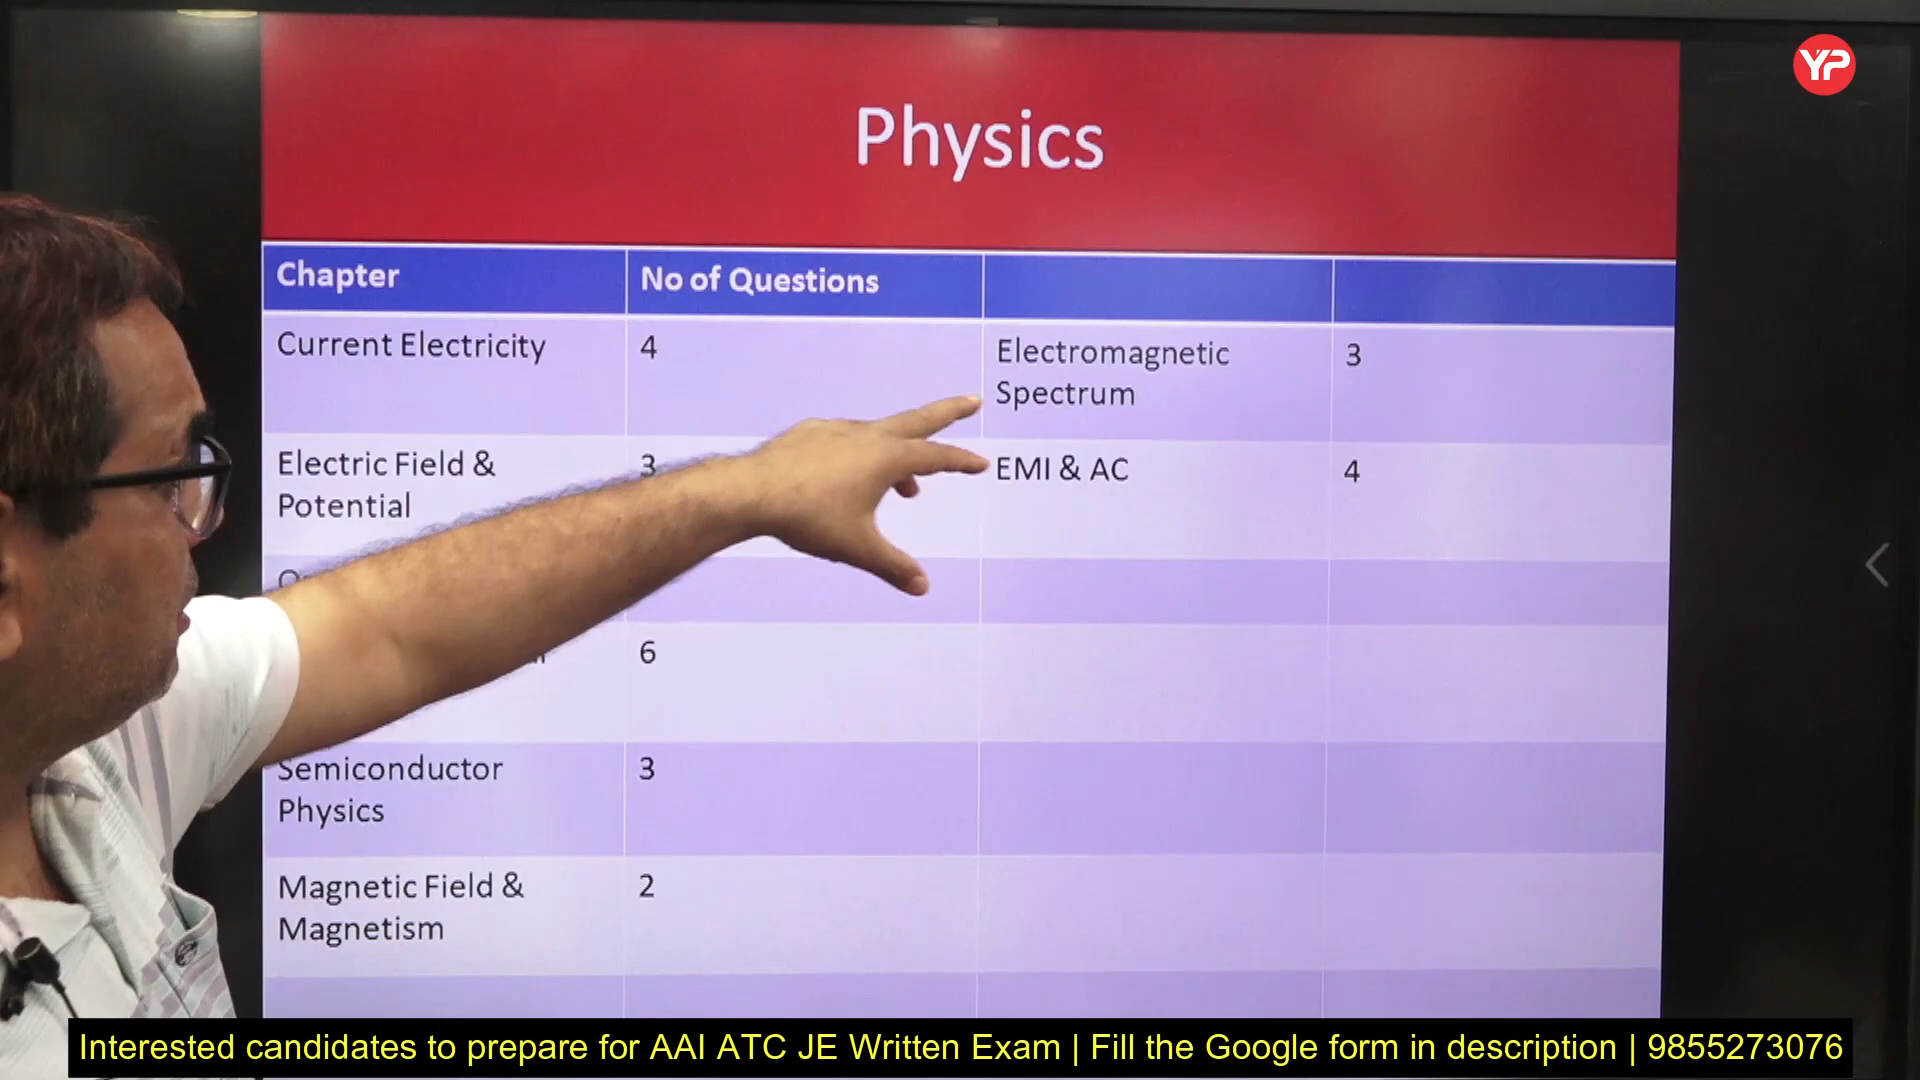 YP
Physics
Chapter
No of Questions
Current Electricity
4
Electromagnetic
Spectrum
3
Electric Field &
Potential
3
EMI & AC
4
6
Semiconductor
Physics
3
Magnetic Field &
Magnetism
2
Interested candidates to prepare for AAI ATC JE Written Exam | Fill the Google form in description | 9855273076